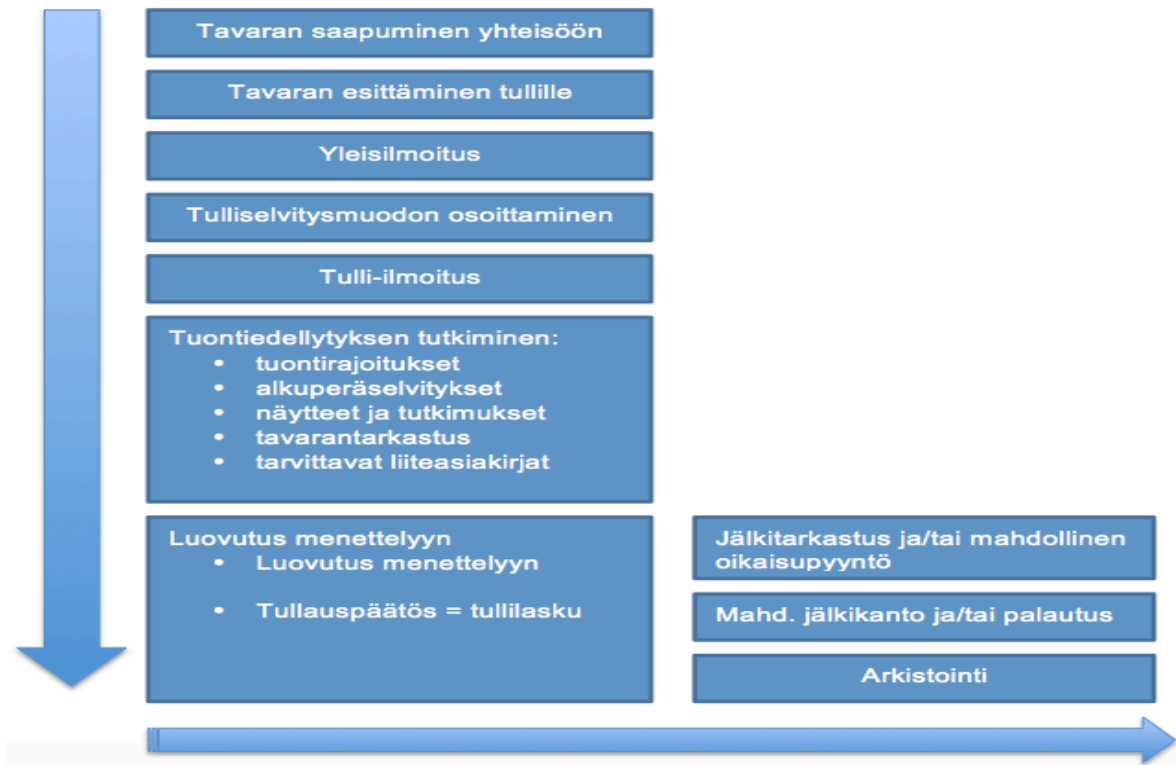 Tavaran saapuminen yhteisöön
Tavaran esittäminen tullille
Yleisilmoitus
Tulliselvitysmuodon osoittaminen
Tulli-ilmoitus
Tuontiedellytyksen tutkiminen:
• tuontirajoitukset
• alkuperäselvitykset
• näytteet ja tutkimukset
• tavarantarkastus
• tarvittavat liiteasiakirjat
Luovutus menettelyyn
• Luovutus menettelyyn
• Tullauspäätös = tullilasku
Jälkitarkastus ja/tai mahdollinen
oikaisupyyntö
Mahd. jälkikanto ja/tai palautus
Arkistointi